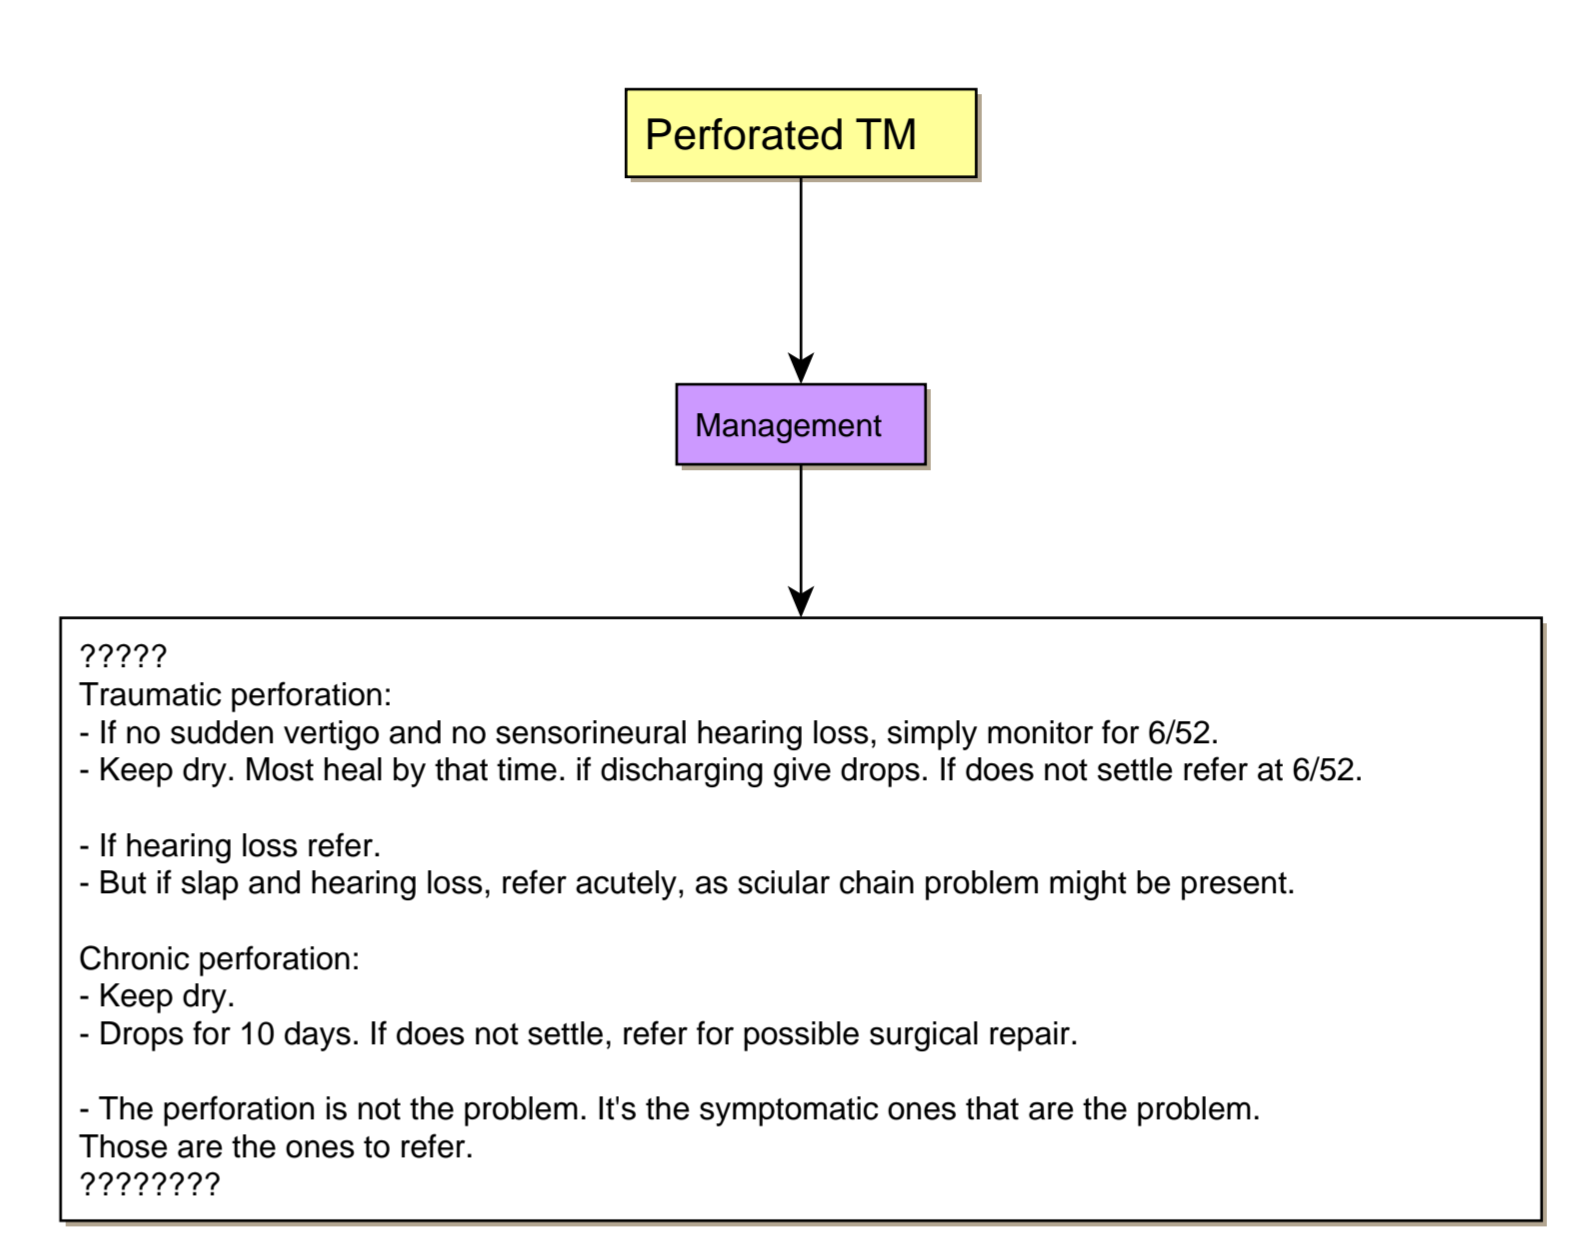 Perforated TM
Management
?????
Traumatic perforation:
- If no sudden vertigo and no sensorineural hearing loss, simply monitor for 6/52.
- Keep dry. Most heal by that time. if discharging give drops. If does not settle refer at 6/52.
- If hearing loss refer.
- But if slap and hearing loss, refer acutely, as sciular chain problem might be present.
Chronic perforation:
- Keep dry.
- Drops for 10 days. If does not settle, refer for possible surgical repair.
- The perforation is not the problem. It's the symptomatic ones that are the problem.
Those are the ones to refer.
????????